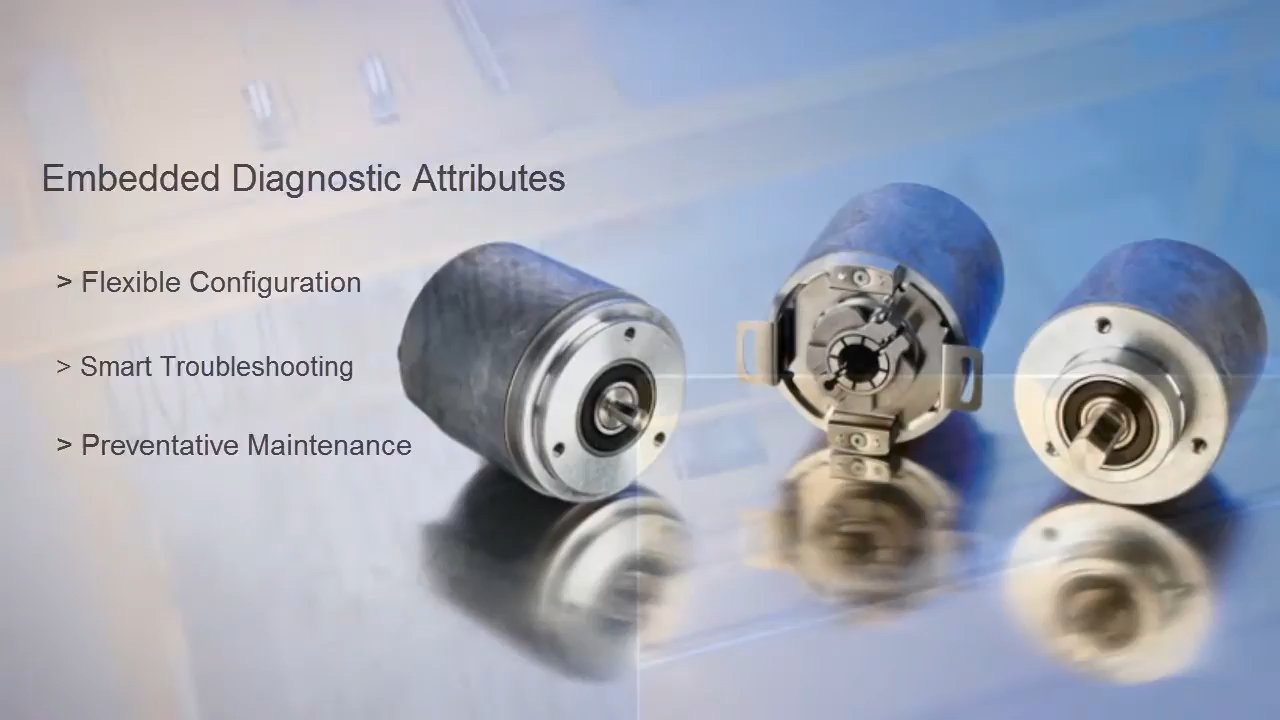 Embedded Diagnostic Attributes
> Flexible Configuration
> Smart Troubleshooting
> Preventative Maintenance